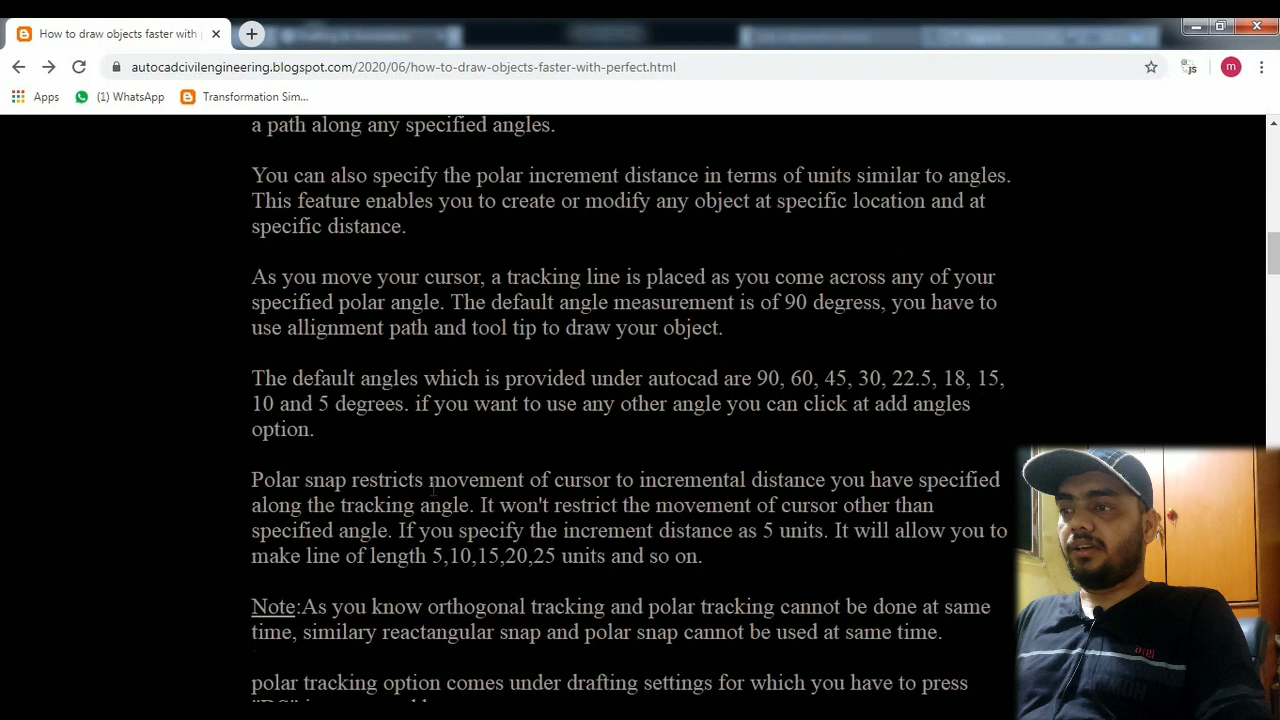 How to draw objects faster with
autocadcivilengineering.blogspot.com/2020/06/how-to-draw-objects-faster-with-perfect.html
JS
m
Apps
(1) WhatsApp
Transformation Sim...
a path along any specified angles.
You can also specify the polar increment distance in terms of units similar to angles.
This feature enables you to create or modify any object at specific location and at
specific distance.
As you move your cursor, a tracking line is placed as you come across any of your
specified polar angle. The default angle measurement is of 90 degress, you have to
use allignment path and tool tip to draw your object.
The default angles which is provided under autocad are 90, 60, 45, 30, 22.5, 18, 15,
10 and 5 degrees. if you want to use any other angle you can click at add angles
option.
Polar snap restricts movement of cursor to incremental distance you have specified
along the tracking angle. It won't restrict the movement of cursor other than
specified angle. If you specify the increment distance as 5 units. It will allow you to
make line of length 5,10,15,20,25 units and so on.
Note:As you know orthogonal tracking and polar tracking cannot be done at same
time, similary reactangular snap and polar snap cannot be used at same time.
polar tracking option comes under drafting settings for which you have to press